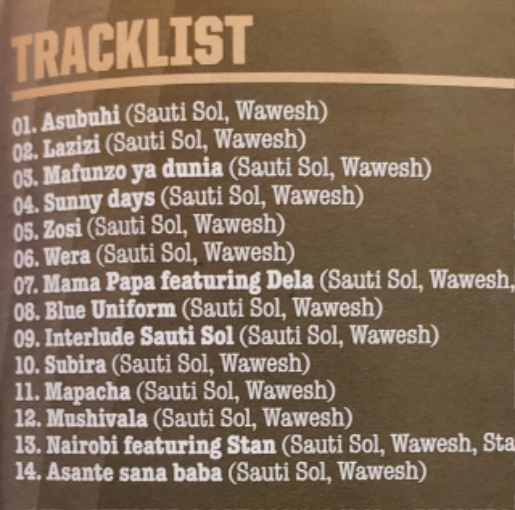 TRACKLIST
01. Asubuhi (Sauti Sol, Wawesh)
02. Lazizi (Sauti Sol, Wawesh)
03. Mafunzo ya dunia (Sauti Sol, Wawesh)
04. Sunny days (Sauti Sol, Wawesh)
05. Zosi (Sauti Sol, Wawesh)
06. Wera (Sauti Sol, Wawesh)
07. Mama Papa featuring Dela (Sauti Sol, Wawesh,
08. Blue Uniform (Sauti Sol, Wawesh)
09. Interlude Sauti Sol (Sauti Sol, Wawesh)
10. Subira (Sauti Sol, Wawesh)
11. Mapacha (Sauti Sol, Wawesh)
12. Mushivala (Sauti Sol, Wawesh)
13. Nairobi featuring Stan (Sauti Sol, Wawesh, Sta
14. Asante sana baba (Sauti Sol, Wawesh)